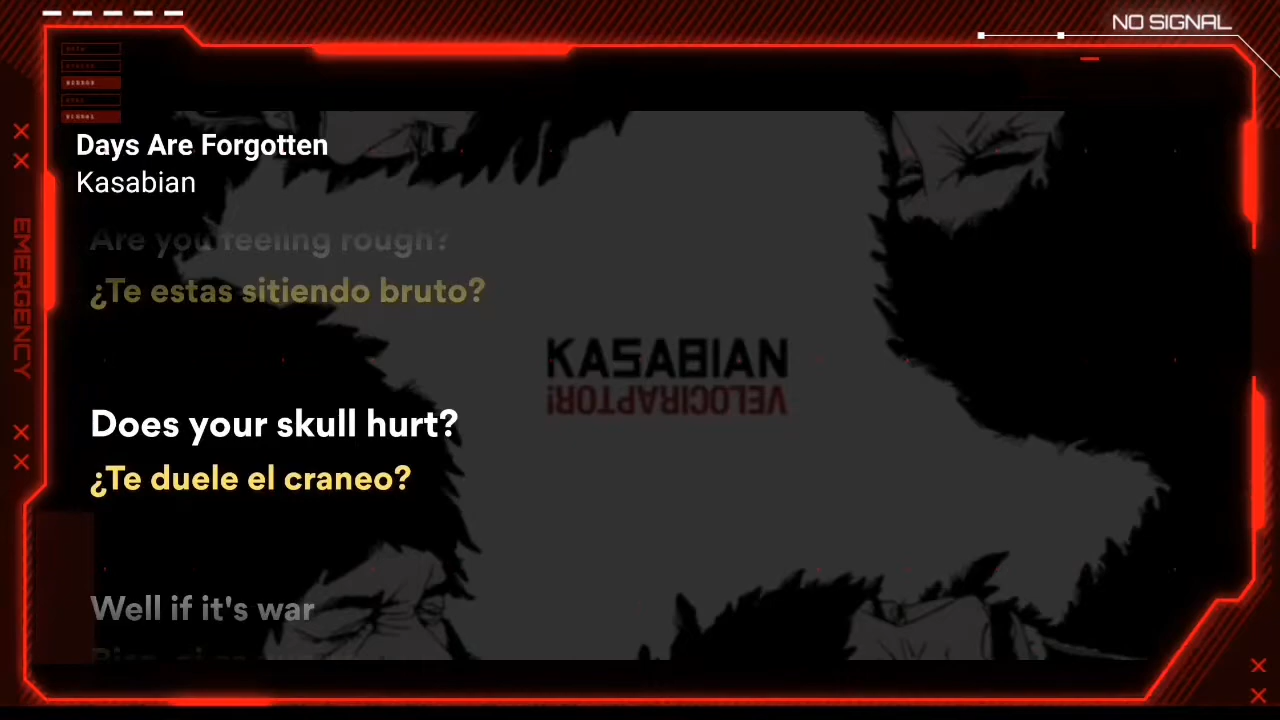 NO SIGNAL
Days Are Forgotten
Kasabian
Are you feeling rough?
¿Te estas sitiendo bruto?
KASABIAN
VELOCIRAPTOR!
Does your skull hurt?
¿Te duele el craneo?
Well if it's war
EMERGENCY